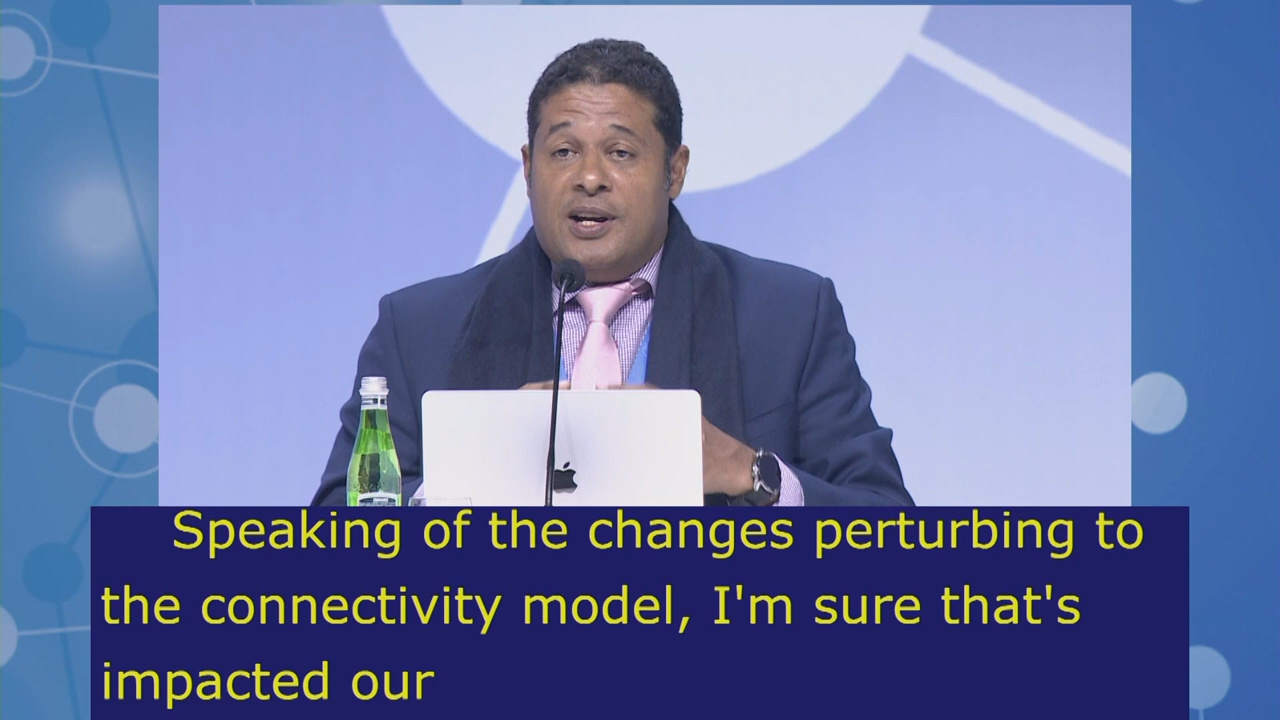 Speaking of the changes perturbing to
the connectivity model, I'm sure that's
impacted our